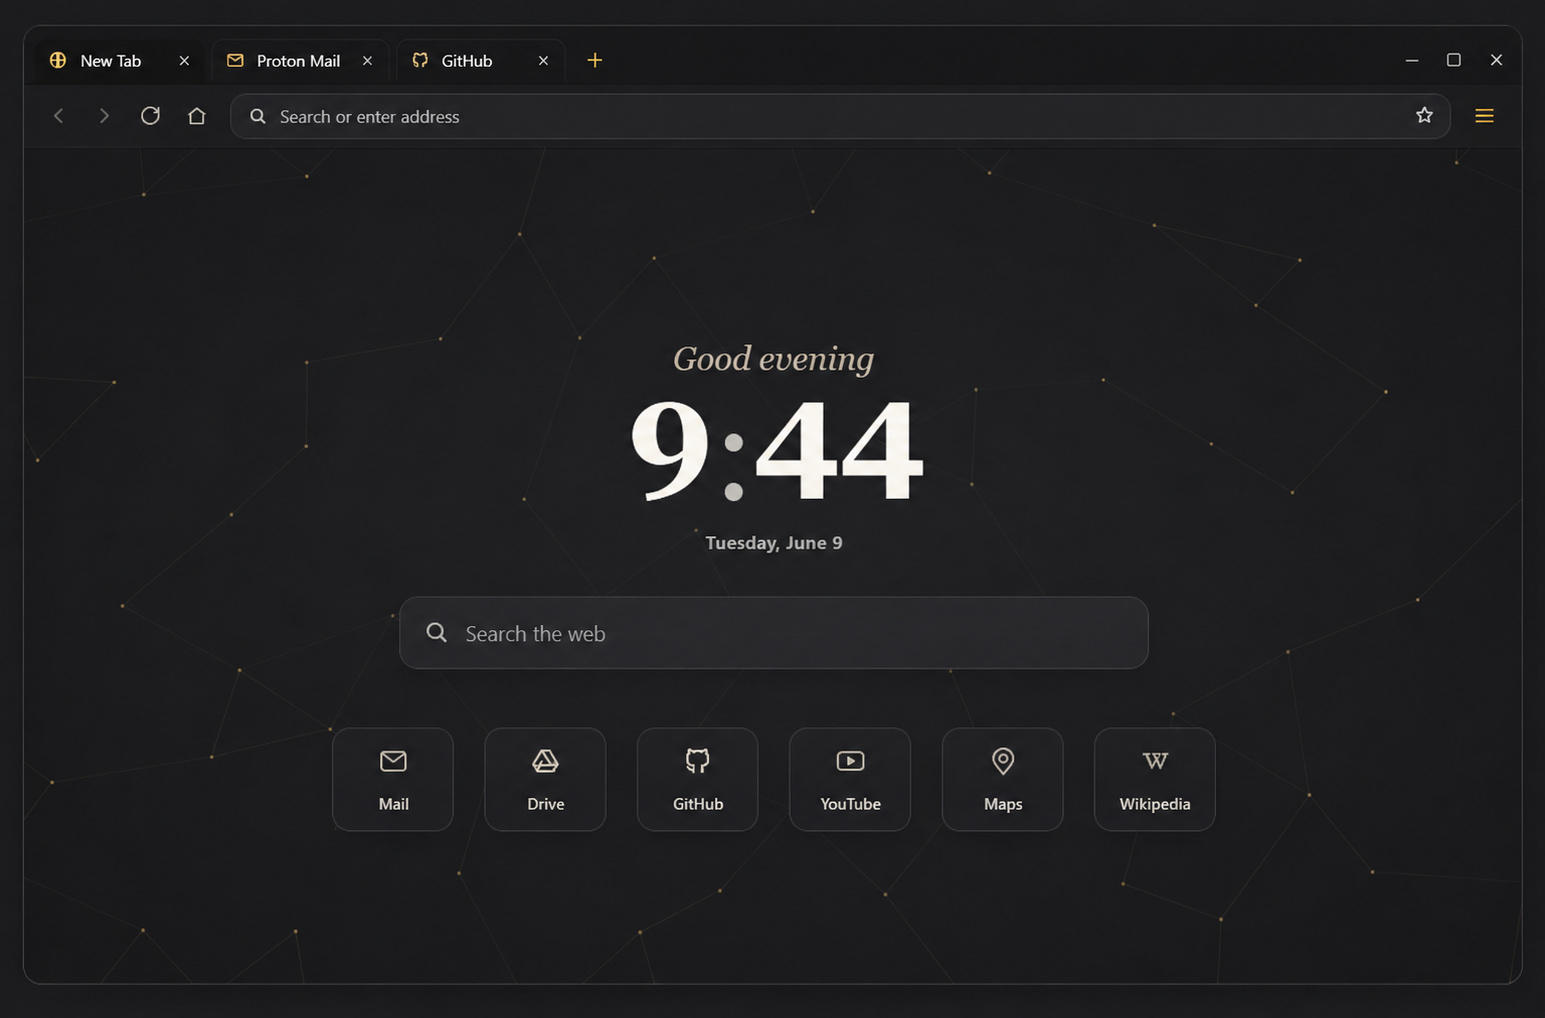 New Tab
Proton Mail
GitHub
Search or enter address
Good evening
9:44
Tuesday, June 9
Search the web
Mail
Drive
GitHub
YouTube
Maps
W
Wikipedia